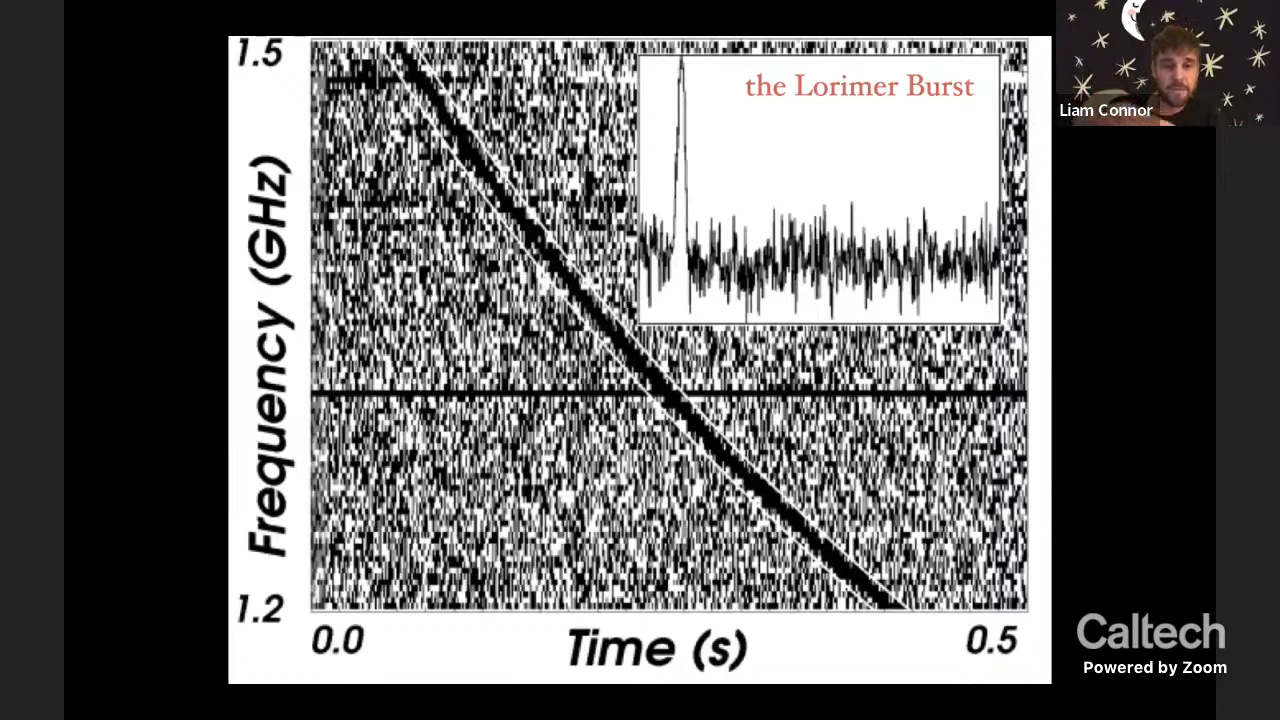 1.5
the Lorimer Burst
Liam Connor
Frequency (GHz)
1.2
0.0
Time (s)
0.5
Caltech
Powered by Zoom